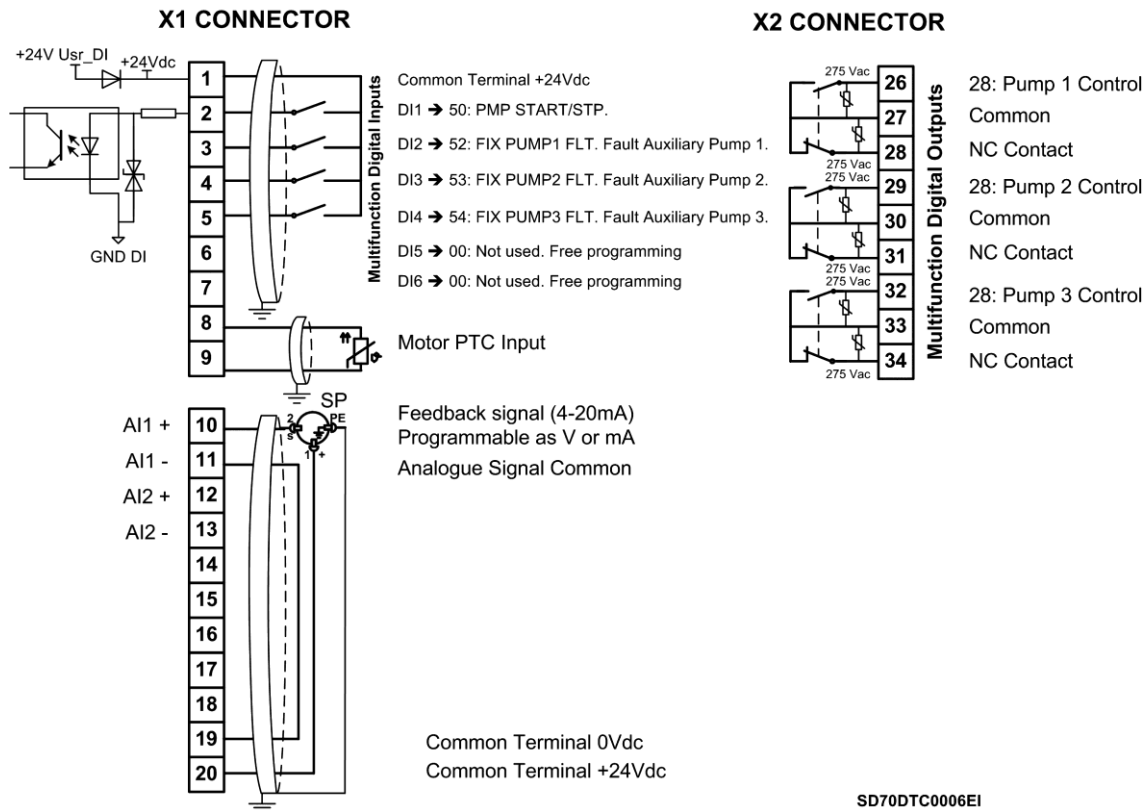 X1 CONNECTOR
+24V Usr_DI
+24Vdc
GND DI
1
2
3
4
5
6
7
8
9
Multifunction Digital Inputs
Common Terminal +24Vdc
DI1 ➔ 50: PMP START/STP.
DI2 ➔ 52: FIX PUMP1 FLT. Fault Auxiliary Pump 1.
DI3 ➔ 53: FIX PUMP2 FLT. Fault Auxiliary Pump 2.
DI4 ➔ 54: FIX PUMP3 FLT. Fault Auxiliary Pump 3.
DI5 ➔ 00: Not used. Free programming
DI6 ➔ 00: Not used. Free programming
Motor PTC Input
AI1 +
AI1 -
AI2 +
AI2 -
10
11
12
13
14
15
16
17
18
19
20
SP
2
s
PE
1
+
Feedback signal (4-20mA)
Programmable as V or mA
Analogue Signal Common
Common Terminal 0Vdc
Common Terminal +24Vdc
X2 CONNECTOR
275 Vac
275 Vac
275 Vac
275 Vac
275 Vac
275 Vac
26
27
28
29
30
31
32
33
34
Multifunction Digital Outputs
28: Pump 1 Control
Common
NC Contact
28: Pump 2 Control
Common
NC Contact
28: Pump 3 Control
Common
NC Contact
SD70DTC0006EI